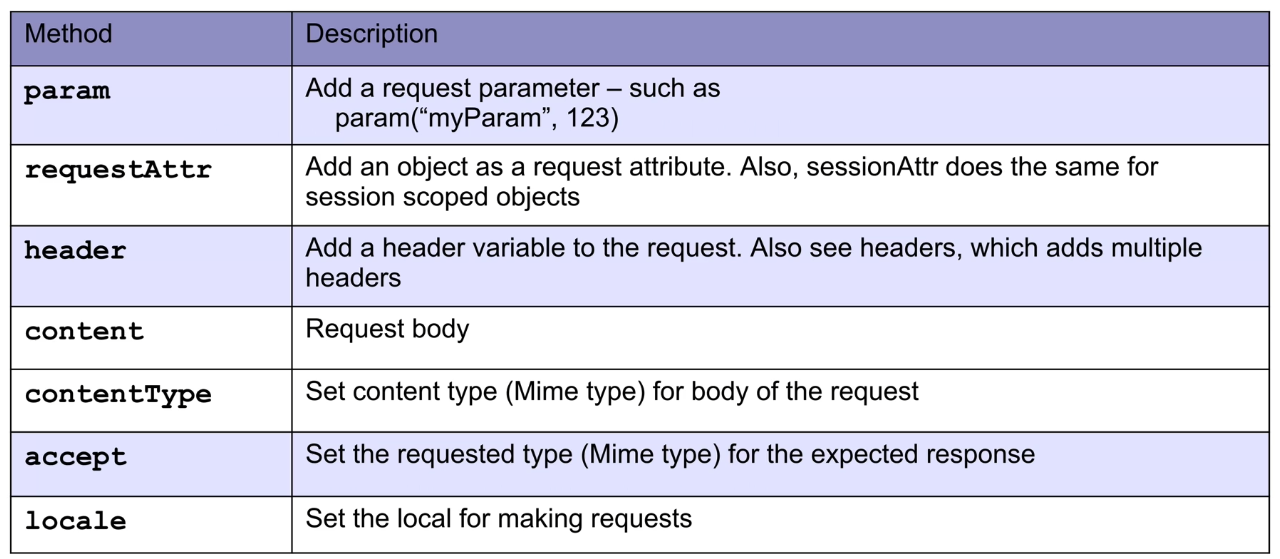 Method Description
param Add a request parameter – such as
param(“myParam”, 123)
requestAttr Add an object as a request attribute. Also, sessionAttr does the same for
session scoped objects
header Add a header variable to the request. Also see headers, which adds multiple
headers
content Request body
contentType Set content type (Mime type) for body of the request
accept Set the requested type (Mime type) for the expected response
locale Set the local for making requests